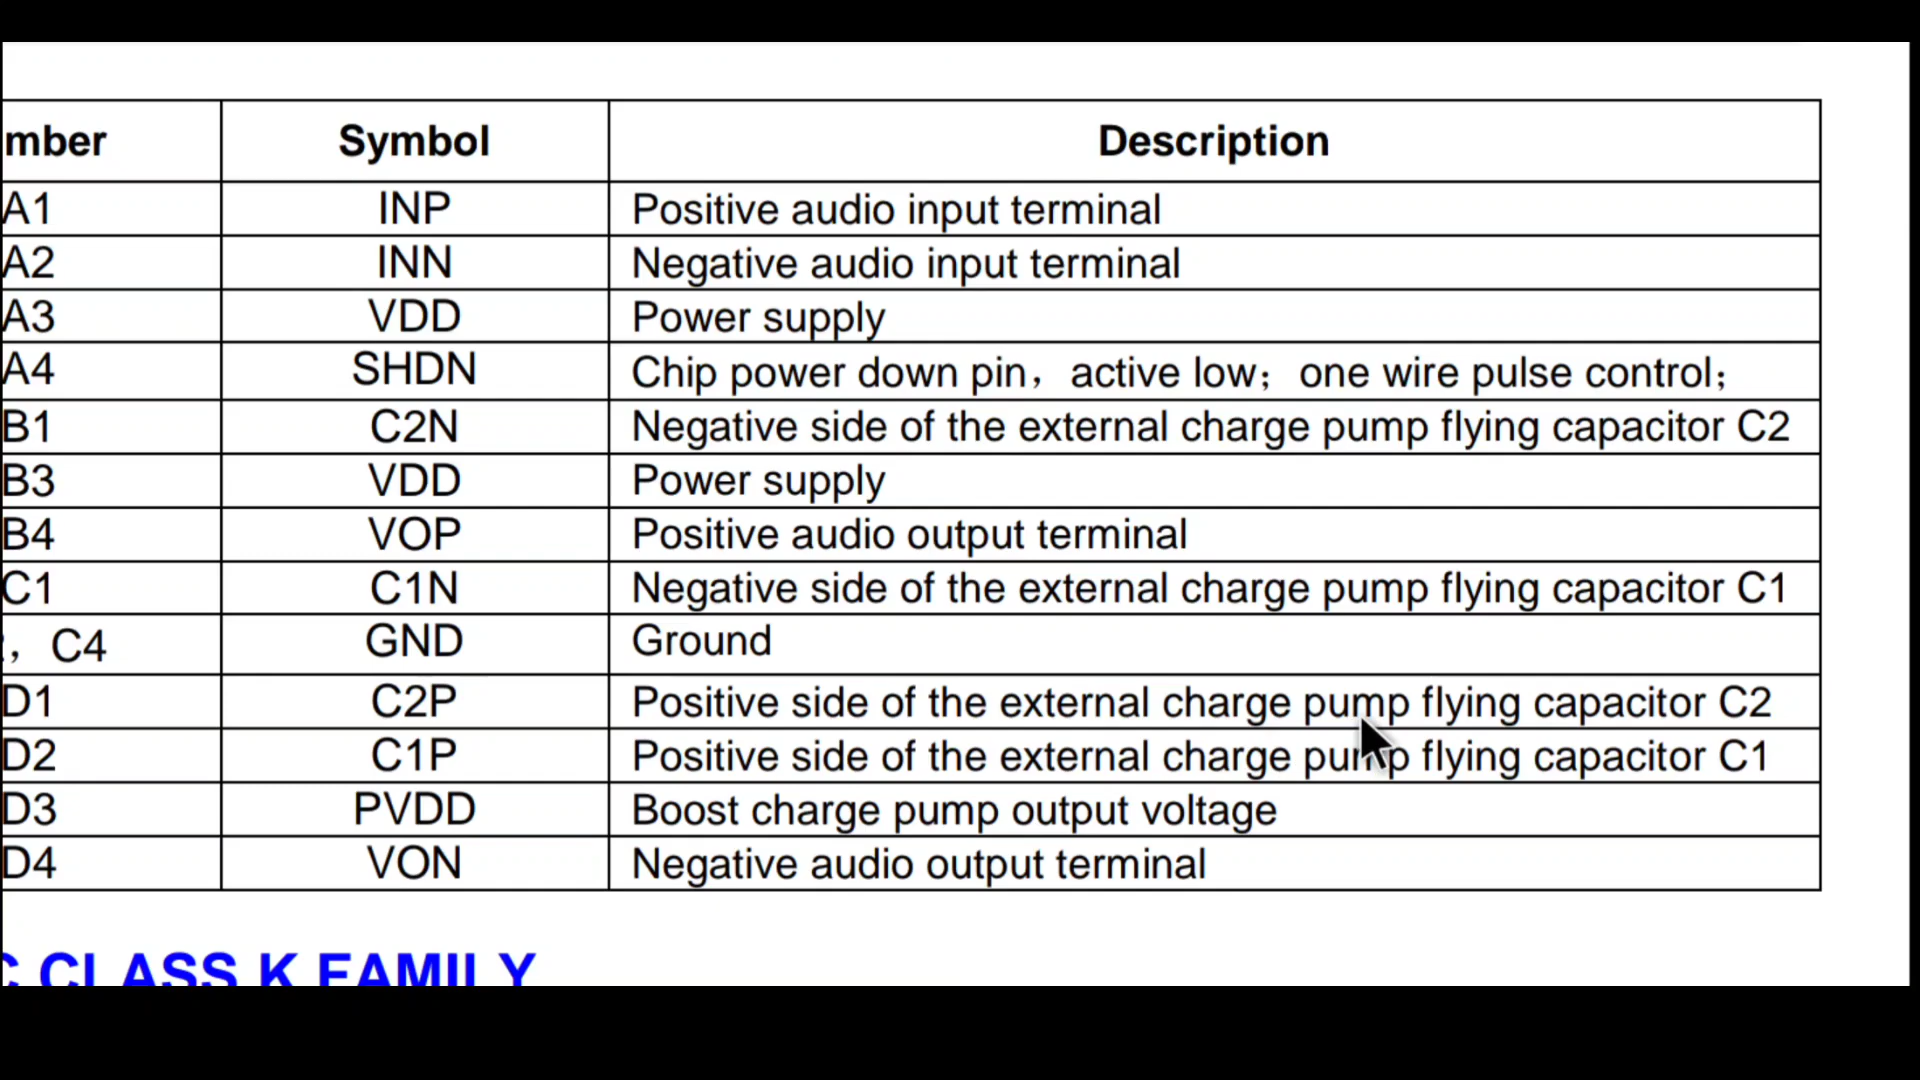 mber Symbol Description
A1 INP Positive audio input terminal
A2 INN Negative audio input terminal
A3 VDD Power supply
A4 SHDN Chip power down pin，active low；one wire pulse control；
B1 C2N Negative side of the external charge pump flying capacitor C2
B3 VDD Power supply
B4 VOP Positive audio output terminal
C1 C1N Negative side of the external charge pump flying capacitor C1
，C4 GND Ground
D1 C2P Positive side of the external charge pump flying capacitor C2
D2 C1P Positive side of the external charge pump flying capacitor C1
D3 PVDD Boost charge pump output voltage
D4 VON Negative audio output terminal
C CLASS K FAMILY